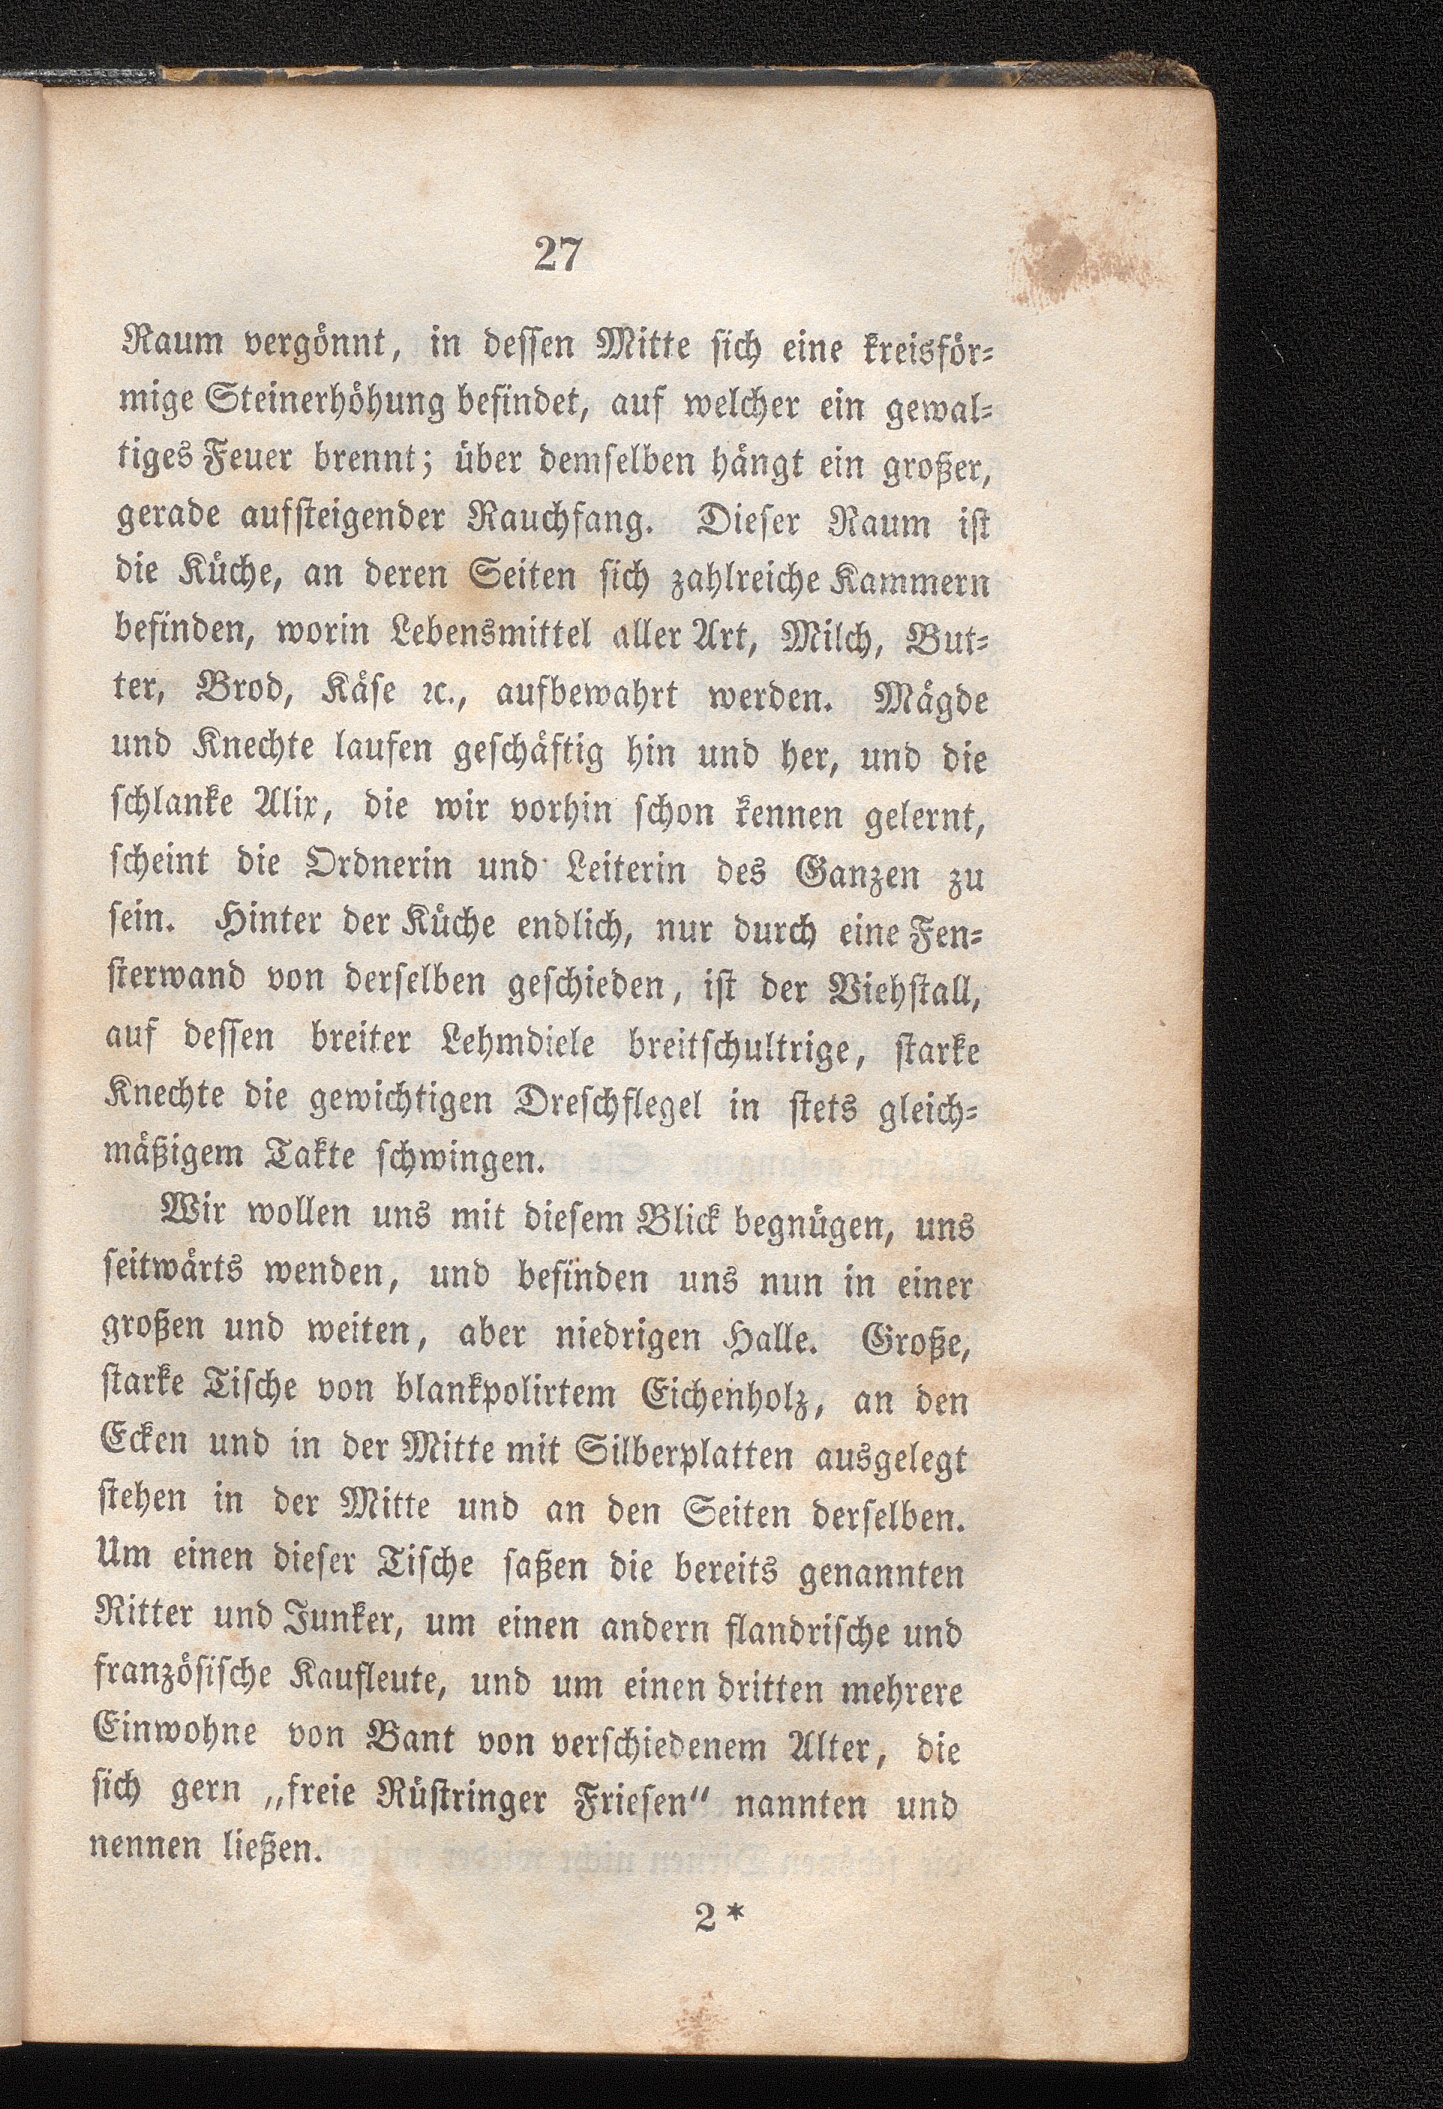 27
Raum vergönnt, in dessen Mitte sich eine kreisför-
mige Steinerhöhung befindet, auf welcher ein gewal-
tiges Feuer brennt; über demselben hängt ein großer,
gerade aufsteigender Rauchfang. Dieser Raum ist
die Küche, an deren Seiten sich zahlreiche Kammern
befinden, worin Lebensmittel aller Art, Milch, But-
ter, Brod, Käse ꝛc., aufbewahrt werden. Mägde
und Knechte laufen geschäftig hin und her, und die
schlanke Alix, die wir vorhin schon kennen gelernt,
scheint die Ordnerin und Leiterin des Ganzen zu
sein. Hinter der Küche endlich, nur durch eine Fen-
sterwand von derselben geschieden, ist der Viehstall,
auf dessen breiter Lehmdiele breitschultrige, starke
Knechte die gewichtigen Dreschflegel in stets gleich-
mäßigem Takte schwingen.
Wir wollen uns mit diesem Blick begnügen, uns
seitwärts wenden, und befinden uns nun in einer
großen und weiten, aber niedrigen Halle. Große,
starke Tische von blankpolirtem Eichenholz, an den
Ecken und in der Mitte mit Silberplatten ausgelegt
stehen in der Mitte und an den Seiten derselben.
Um einen dieser Tische saßen die bereits genannten
Ritter und Junker, um einen andern flandrische und
französische Kaufleute, und um einen dritten mehrere
Einwohne von Bant von verschiedenem Alter, die
sich gern „freie Rüstringer Friesen“ nannten und
nennen ließen.
2*